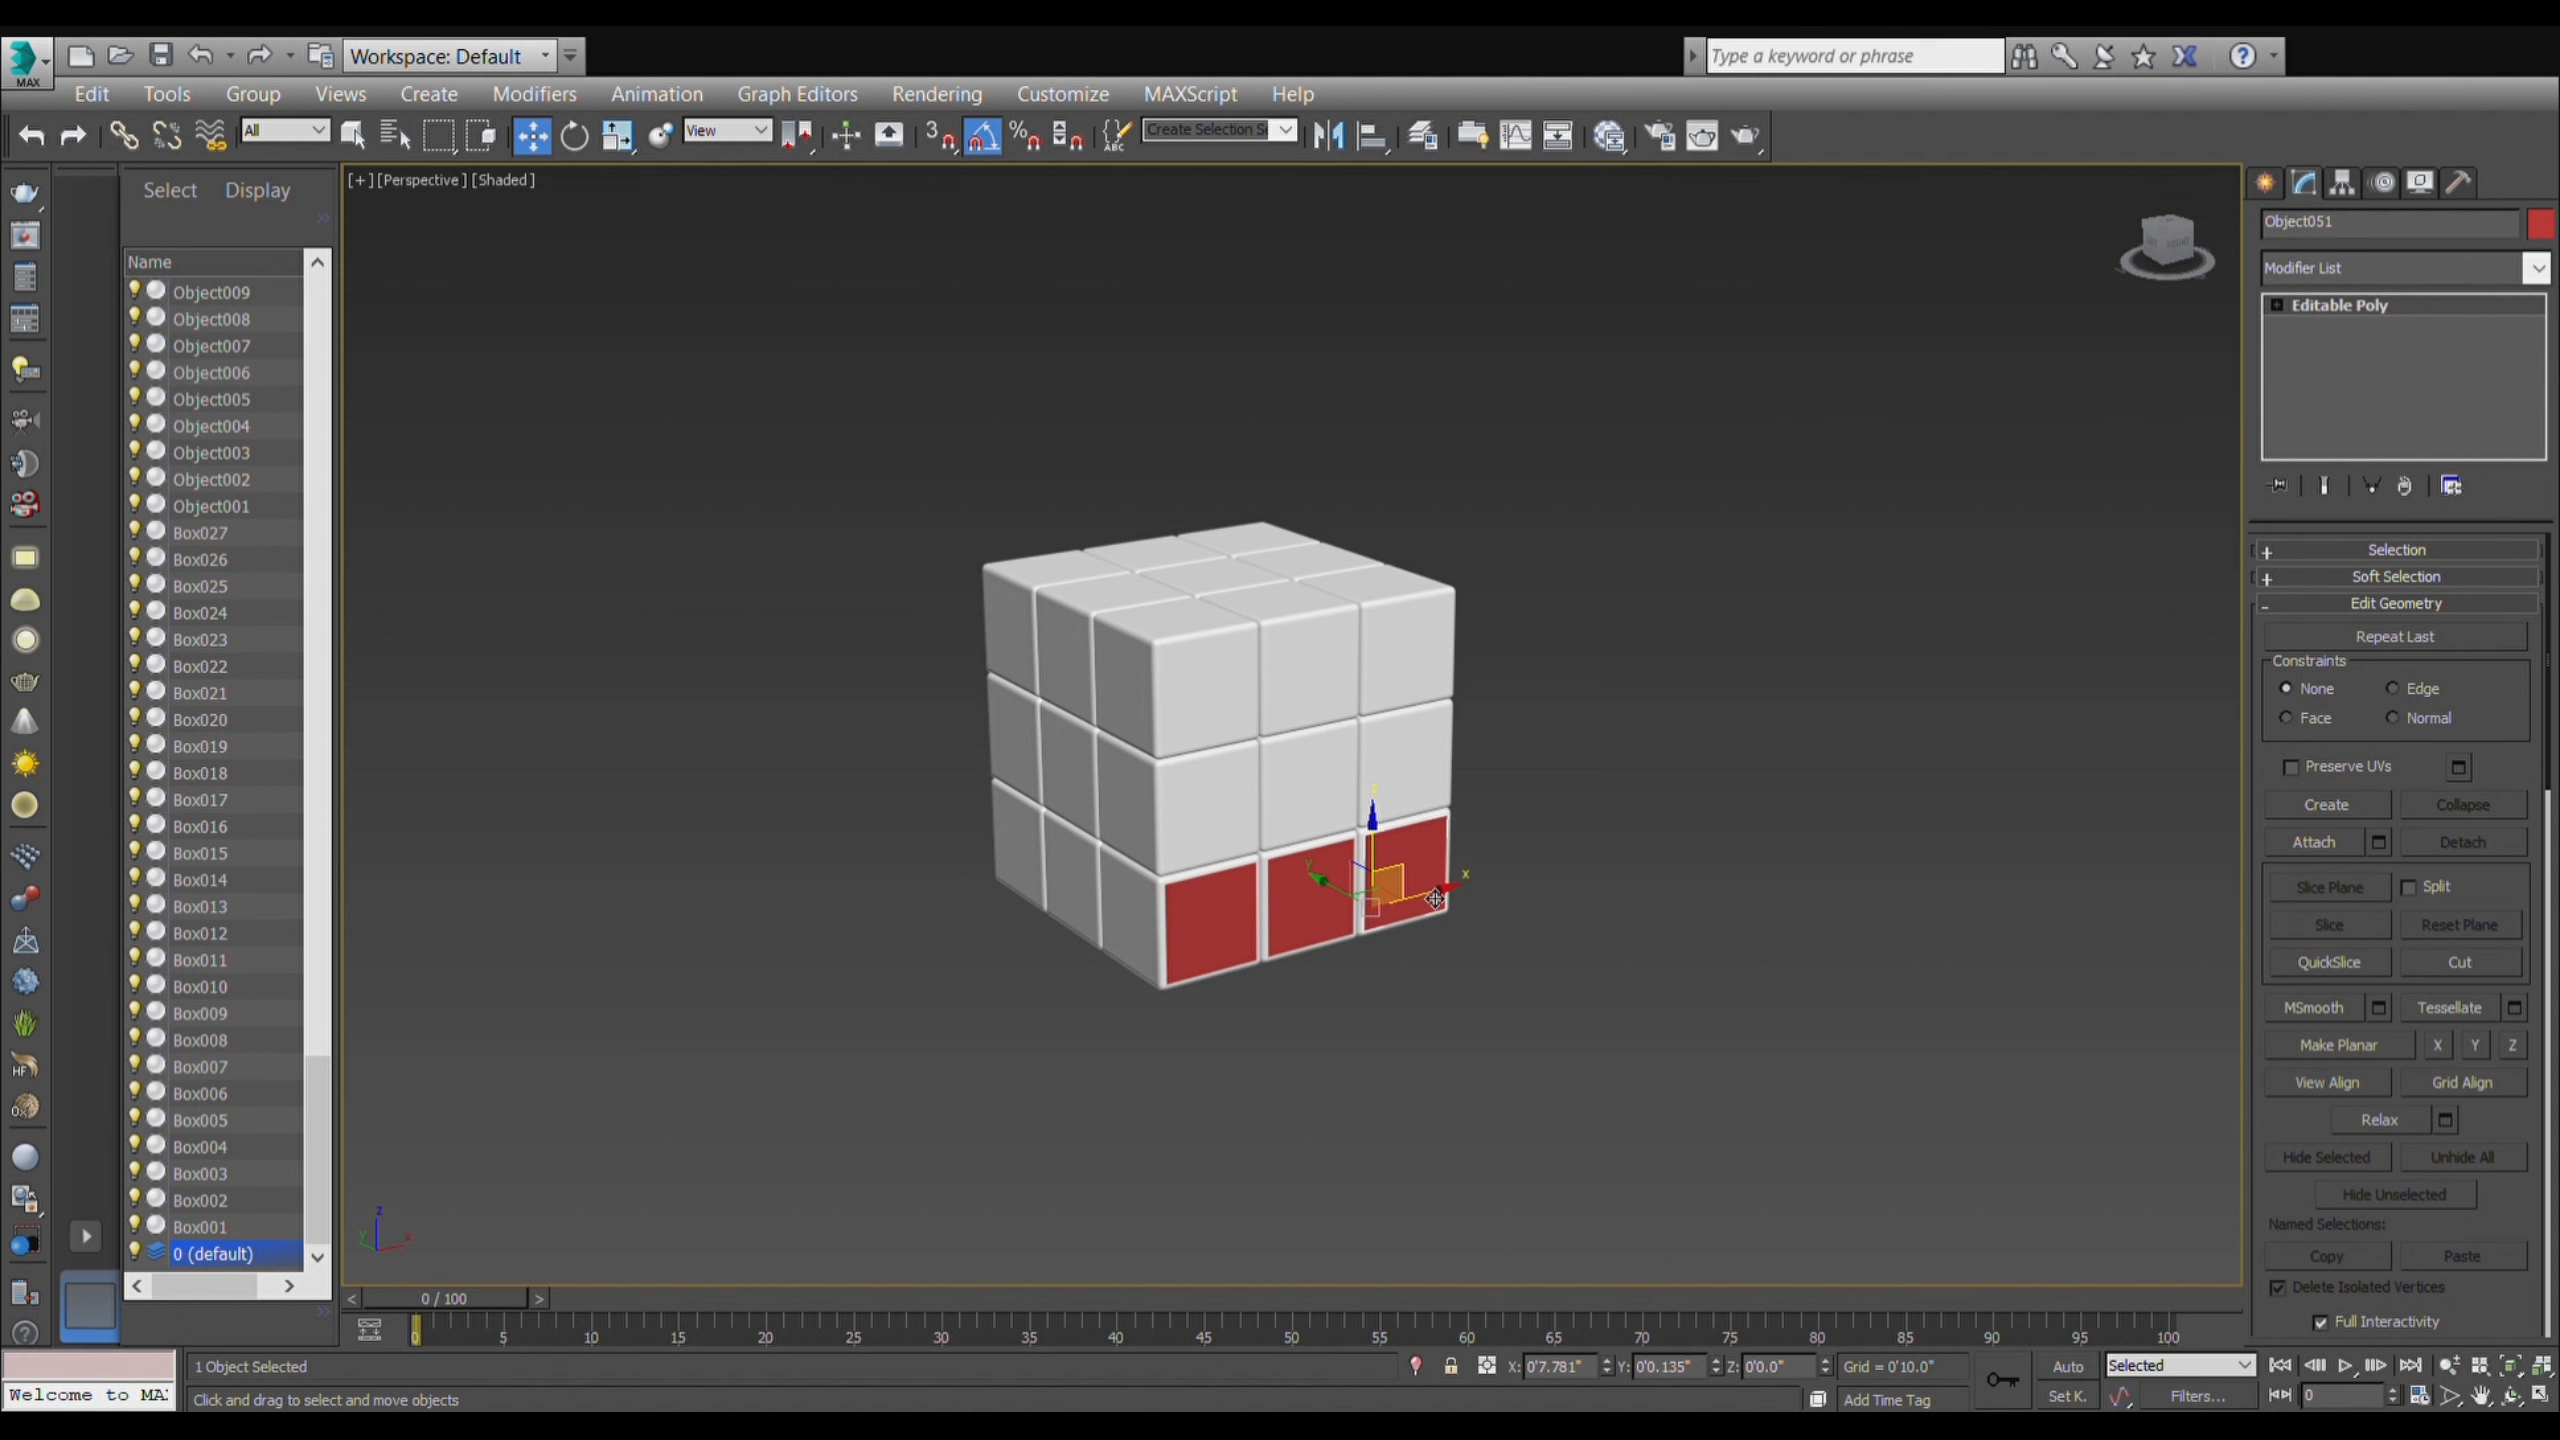 MAX
Workspace: Default
Type a keyword or phrase
Edit Tools Group Views Create Modifiers Animation Graph Editors Rendering Customize MAXScript Help
All
View
3
%
ABC
Create Selection Se
Select Display
[+] [Perspective] [Shaded]
Name
Object009
Object008
Object007
Object006
Object005
Object004
Object003
Object002
Object001
Box027
Box026
Box025
Box024
Box023
Box022
Box021
Box020
Box019
Box018
Box017
Box016
Box015
Box014
Box013
Box012
Box011
Box010
Box009
Box008
Box007
Box006
Box005
Box004
Box003
Box002
Box001
0 (default)
HF
z
y
x
z
y
x
Object051
Modifier List
Editable Poly
Selection
Soft Selection
Edit Geometry
Repeat Last
Constraints
None Edge
Face Normal
Preserve UVs
Create Collapse
Attach Detach
Slice Plane Split
Slice Reset Plane
QuickSlice Cut
MSmooth Tessellate
Make Planar X Y Z
View Align Grid Align
Relax
Hide Selected Unhide All
Hide Unselected
Named Selections:
Copy Paste
Delete Isolated Vertices
Full Interactivity
< 0 / 100 >
0 5 10 15 20 25 30 35 40 45 50 55 60 65 70 75 80 85 90 95 100
1 Object Selected
X: 0'7.781" Y: 0'0.135" Z: 0'0.0" Grid = 0'10.0" Auto Selected
Welcome to MA
Click and drag to select and move objects
Add Time Tag Set K. Filters... 0